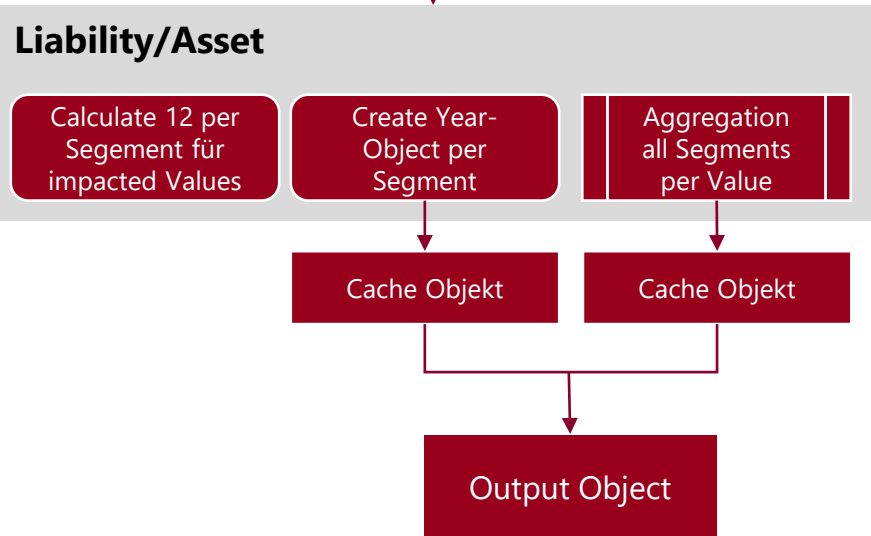 Liability/Asset
Calculate 12 per
Segement für
impacted Values
Create Year-
Object per
Segment
Aggregation
all Segments
per Value
Cache Objekt
Cache Objekt
Output Object